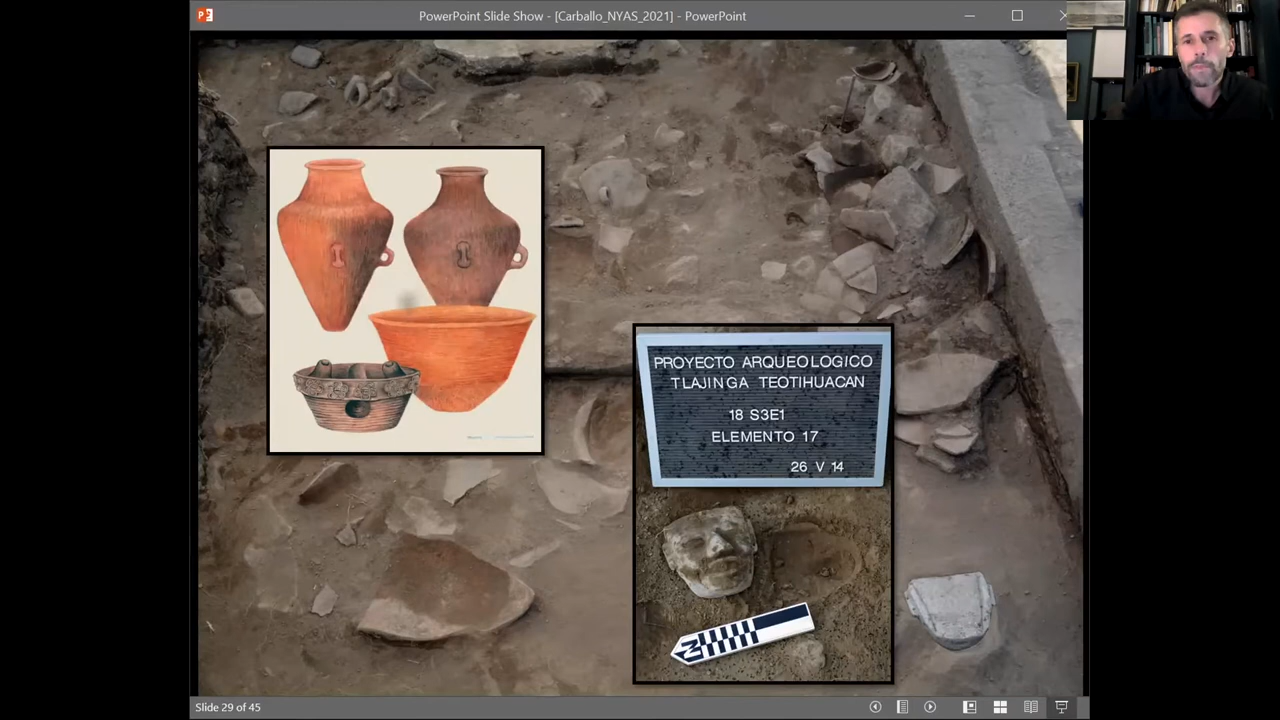 PowerPoint Slide Show - [Carballo_NYAS_2021] - PowerPoint
PROYECTO ARQUEOLOGICO
TLAJINGA TEOTIHUACAN
18 S3E1
ELEMENTO 17
26 V 14
N
Slide 29 of 45